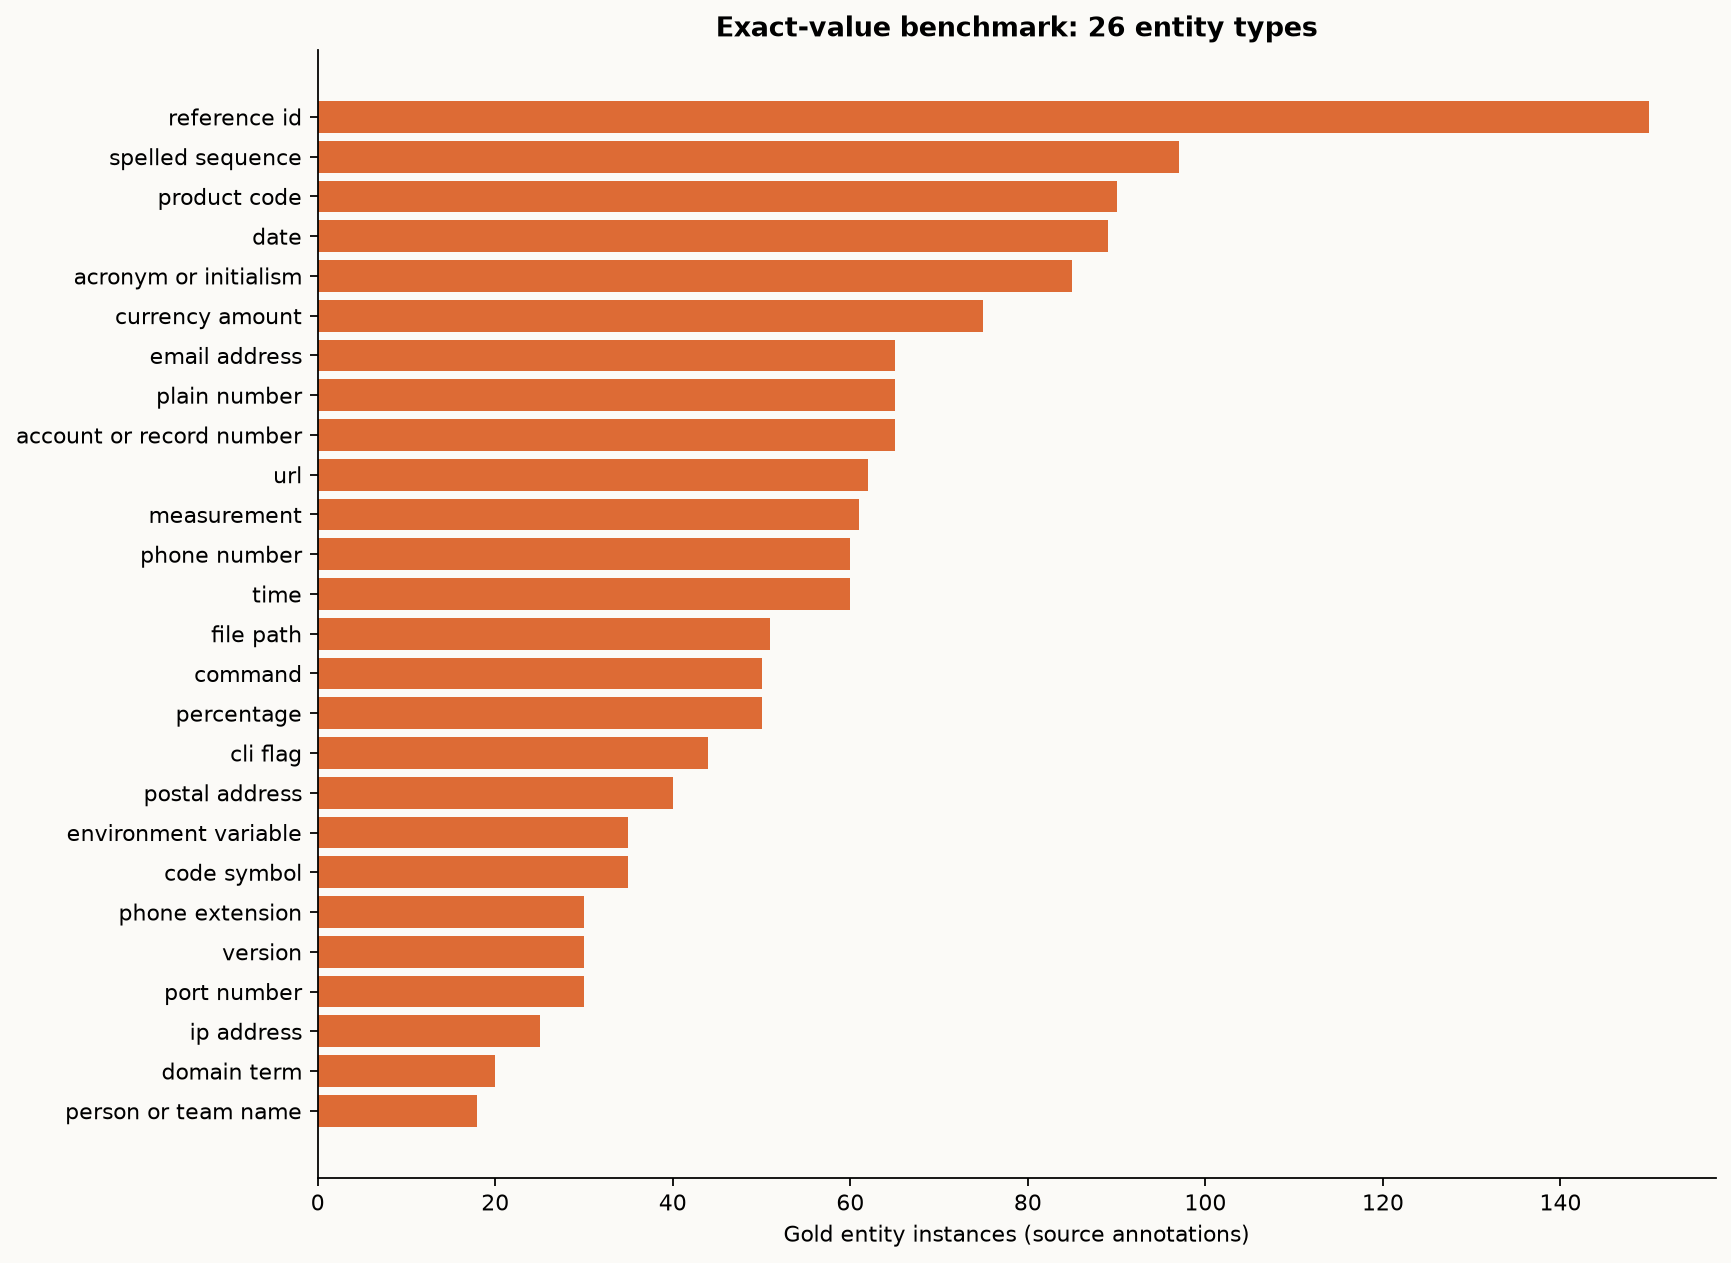 Exact-value benchmark: 26 entity types
reference id
spelled sequence
product code
date
acronym or initialism
currency amount
email address
plain number
account or record number
url
measurement
phone number
time
file path
command
percentage
cli flag
postal address
environment variable
code symbol
phone extension
version
port number
ip address
domain term
person or team name
0 20 40 60 80 100 120 140
Gold entity instances (source annotations)